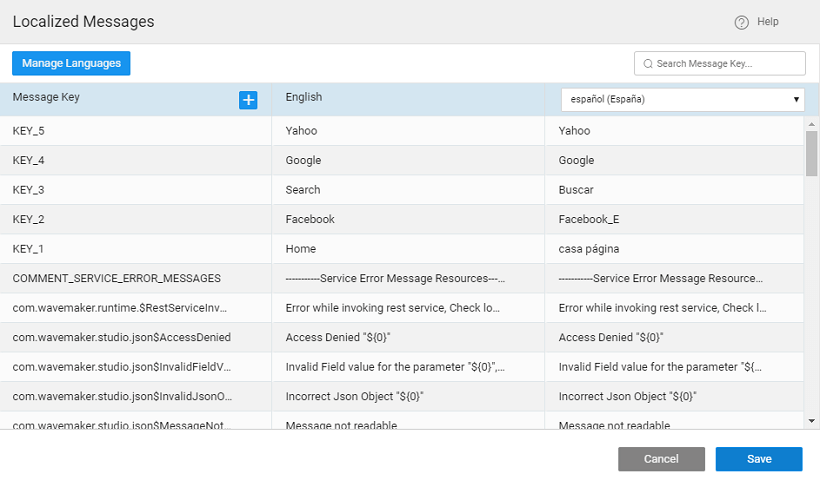 Localized Messages
Help
Manage Languages
Search Message Key...
Message Key English español (España)
KEY_5 Yahoo Yahoo
KEY_4 Google Google
KEY_3 Search Buscar
KEY_2 Facebook Facebook_E
KEY_1 Home casa página
COMMENT_SERVICE_ERROR_MESSAGES -----------Service Error Message Resources---... -----------Service Error Message Resource...
com.wavemaker.runtime.$RestServiceInv... Error while invoking rest service, Check lo... Error while invoking rest service, Check l...
com.wavemaker.studio.json$AccessDenied Access Denied "${0}" Access Denied "${0}"
com.wavemaker.studio.json$InvalidFieldV... Invalid Field value for the parameter "${0}",... Invalid Field value for the parameter "${...
com.wavemaker.studio.json$InvalidJsonO... Incorrect Json Object "${0}" Incorrect Json Object "${0}"
com.wavemaker.studio.json$MessageNot... Message not readable Message not readable
Cancel Save